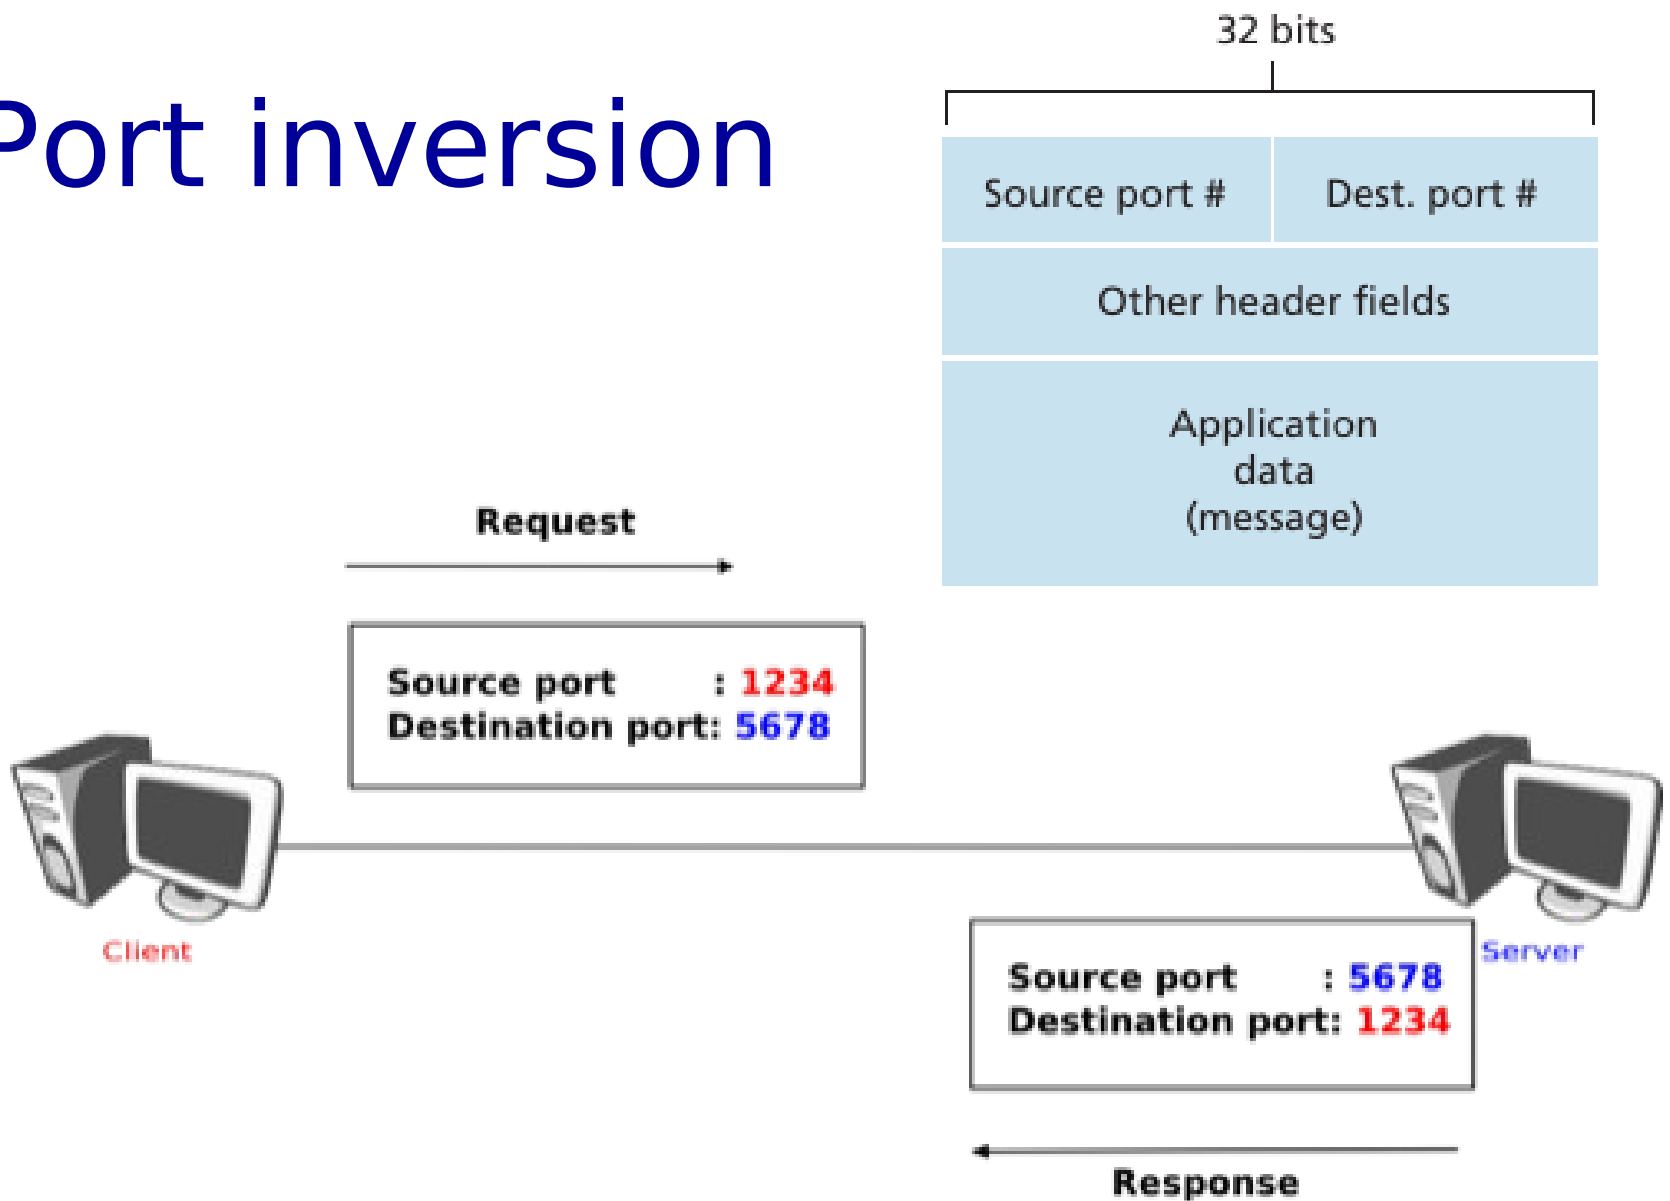 Port inversion
32 bits
Source port # Dest. port #
Other header fields
Application
data
(message)
Request
Source port : 1234
Destination port: 5678
Client
Server
Source port : 5678
Destination port: 1234
Response